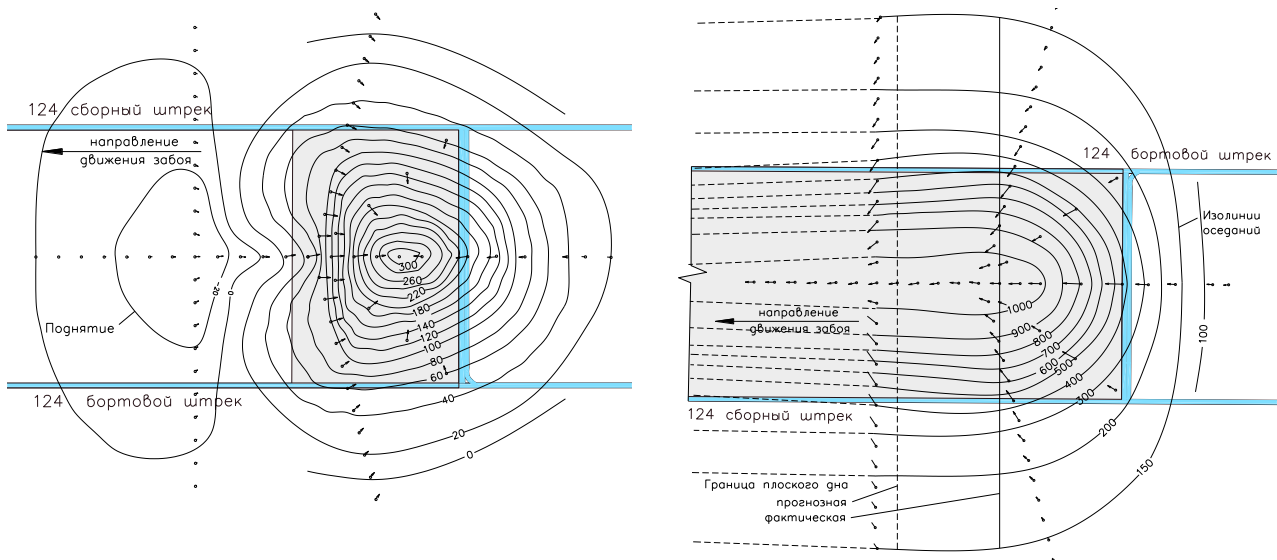 124 сборный штрек
направление
движения забоя
-20
0
Поднятие
300
260
220
180
140
120
100
80
60
40
20
0
124 бортовой штрек
124 бортовой штрек
Изолинии
оседаний
100
1000
900
800
700
600
500
400
300
200
150
направление
движения забоя
124 сборный штрек
Граница плоского дна
прогнозная
фактическая